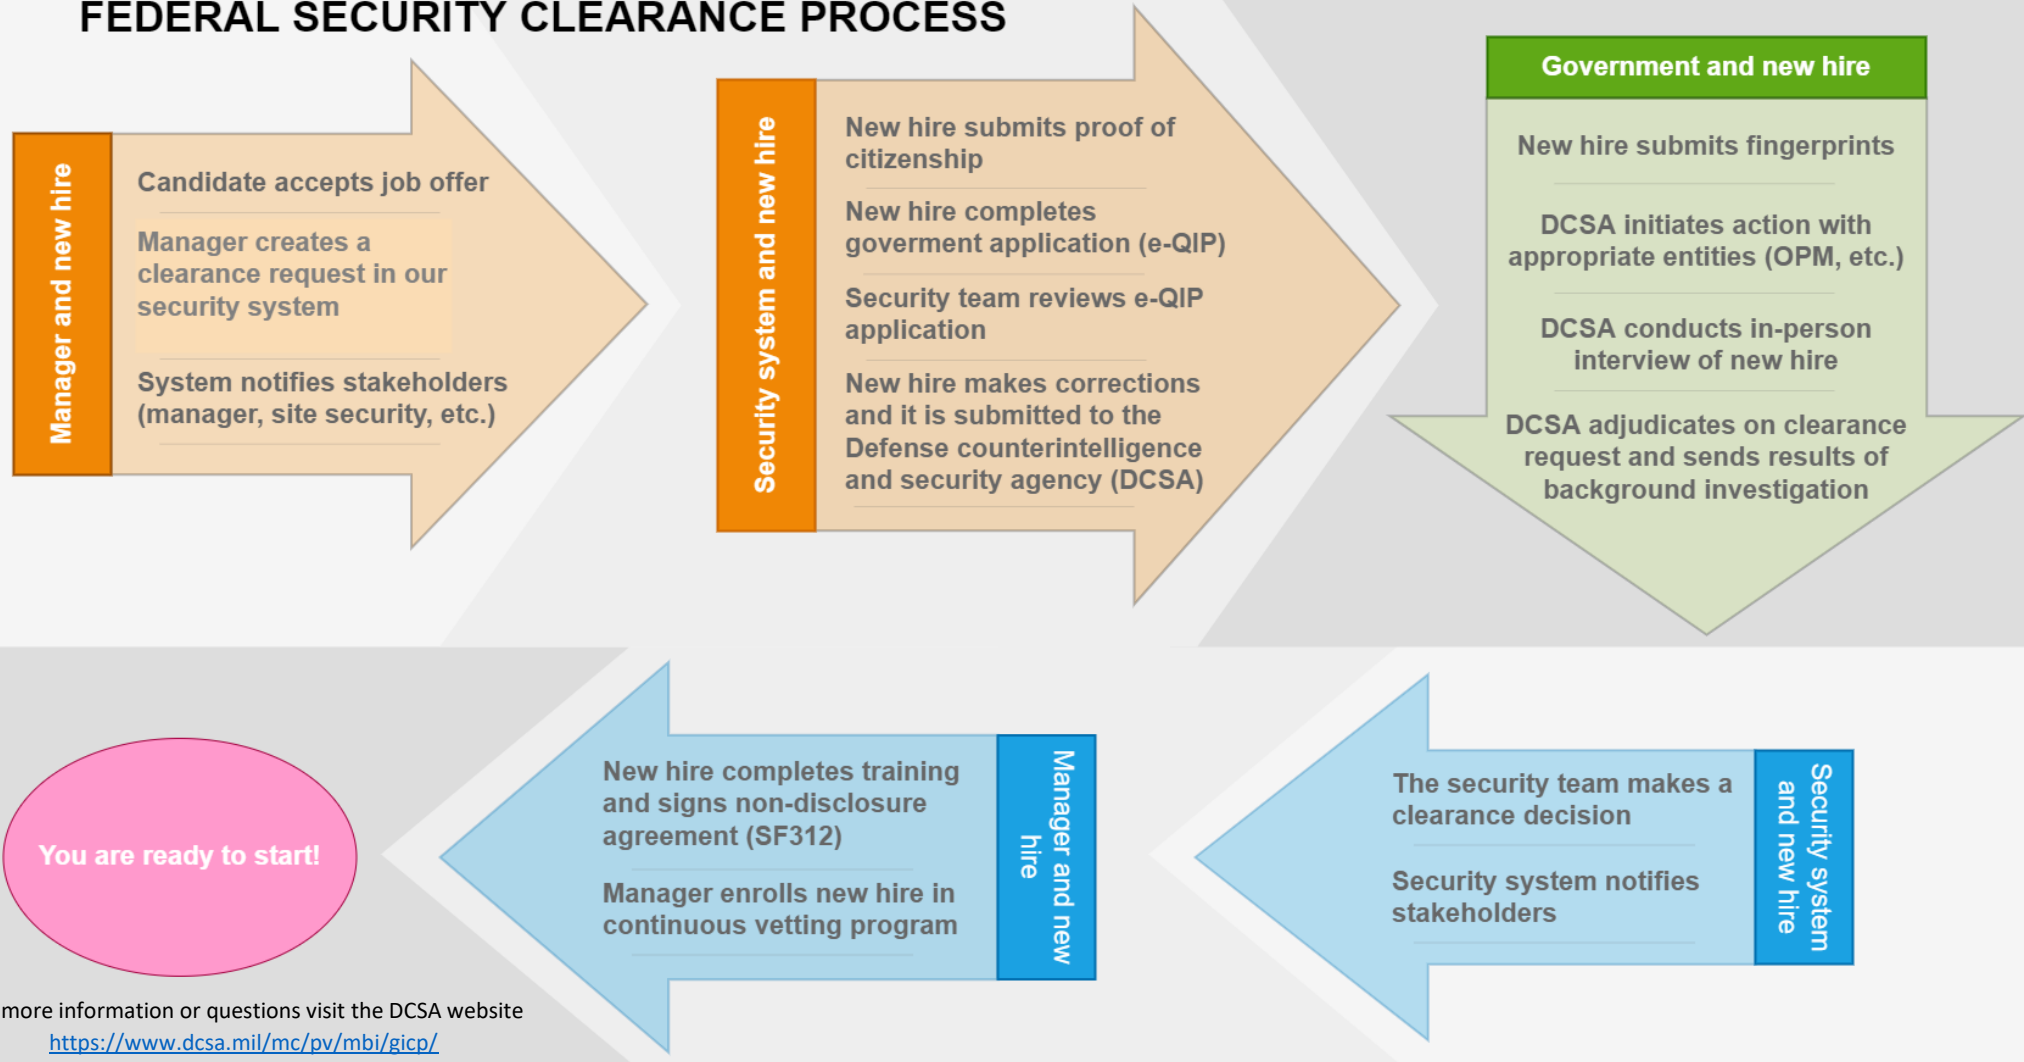 FEDERAL SECURITY CLEARANCE PROCESS
Manager and new hire
Candidate accepts job offer
Manager creates a
clearance request in our
security system
System notifies stakeholders
(manager, site security, etc.)
Security system and new hire
New hire submits proof of
citizenship
New hire completes
goverment application (e-QIP)
Security team reviews e-QIP
application
New hire makes corrections
and it is submitted to the
Defense counterintelligence
and security agency (DCSA)
Government and new hire
New hire submits fingerprints
DCSA initiates action with
appropriate entities (OPM, etc.)
DCSA conducts in-person
interview of new hire
DCSA adjudicates on clearance
request and sends results of
background investigation
Security system
and new hire
The security team makes a
clearance decision
Security system notifies
stakeholders
Manager and new
hire
New hire completes training
and signs non-disclosure
agreement (SF312)
Manager enrolls new hire in
continuous vetting program
You are ready to start!
more information or questions visit the DCSA website
https://www.dcsa.mil/mc/pv/mbi/gicp/